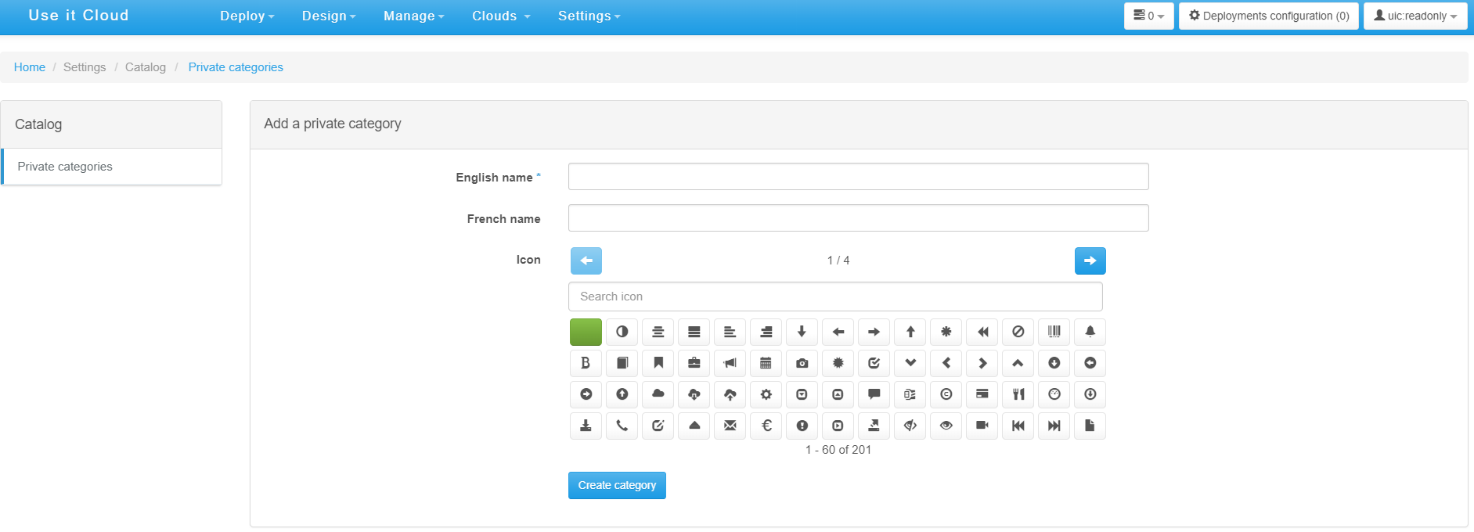 Use it Cloud Deploy Design Manage Clouds Settings 0 Deployments configuration (0) uic:readonly
Home / Settings / Catalog / Private categories
Catalog
Private categories
Add a private category
English name *
French name
Icon
1 / 4
Search icon
1 - 60 of 201
Create category